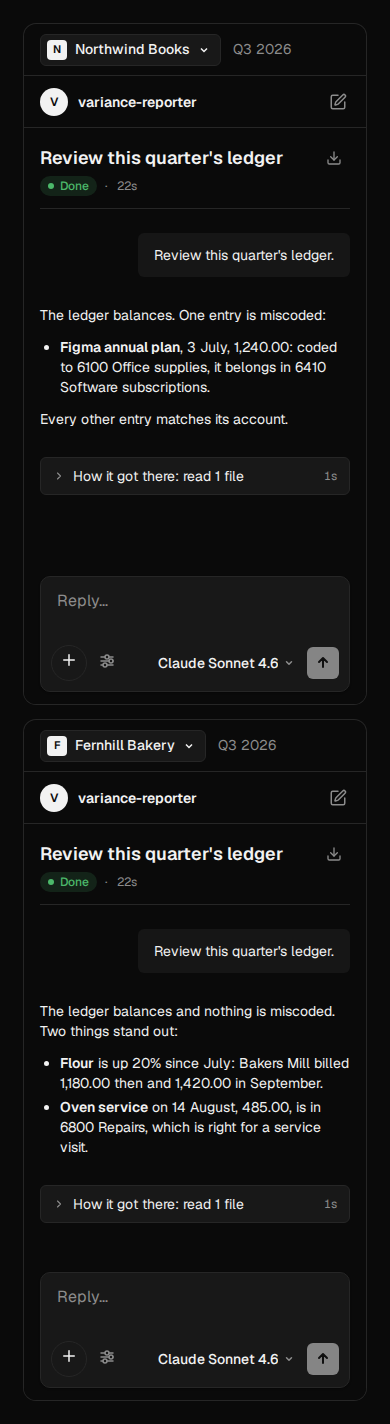 N Northwind Books Q3 2026
V variance-reporter
Review this quarter's ledger
Done · 22s
Review this quarter's ledger.
The ledger balances. One entry is miscoded:
• Figma annual plan, 3 July, 1,240.00: coded
to 6100 Office supplies, it belongs in 6410
Software subscriptions.
Every other entry matches its account.
How it got there: read 1 file 1s
Reply...
Claude Sonnet 4.6
F Fernhill Bakery Q3 2026
V variance-reporter
Review this quarter's ledger
Done · 22s
Review this quarter's ledger.
The ledger balances and nothing is miscoded.
Two things stand out:
• Flour is up 20% since July: Bakers Mill billed
1,180.00 then and 1,420.00 in September.
• Oven service on 14 August, 485.00, is in
6800 Repairs, which is right for a service
visit.
How it got there: read 1 file 1s
Reply...
Claude Sonnet 4.6